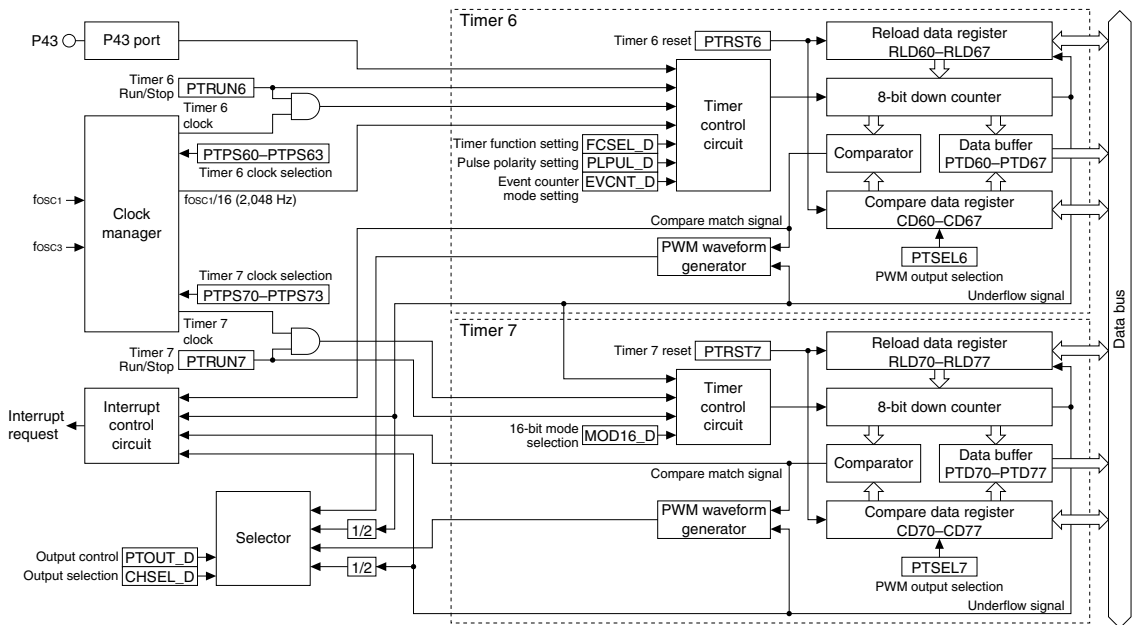 Timer 6
P43
P43 port
Timer 6 reset
PTRST6
Reload data register
RLD60–RLD67
Timer 6
Run/Stop
PTRUN6
Timer 6
clock
Timer
control
circuit
8-bit down counter
PTPS60–PTPS63
Timer 6 clock selection
Timer function setting
FCSEL_D
Pulse polarity setting
PLPUL_D
Event counter
mode setting
EVCNT_D
Comparator
Data buffer
PTD60–PTD67
fOSC1
fOSC3
Clock
manager
fOSC1/16 (2,048 Hz)
Compare match signal
Compare data register
CD60–CD67
PWM waveform
generator
PTSEL6
PWM output selection
Timer 7 clock selection
PTPS70–PTPS73
Underflow signal
Data bus
Timer 7
clock
Timer 7
Timer 7
Run/Stop
PTRUN7
Timer 7 reset
PTRST7
Reload data register
RLD70–RLD77
Timer
control
circuit
8-bit down counter
Interrupt
request
Interrupt
control
circuit
16-bit mode
selection
MOD16_D
Comparator
Data buffer
PTD70–PTD77
Compare match signal
Compare data register
CD70–CD77
PWM waveform
generator
Selector
1/2
1/2
Output control
PTOUT_D
Output selection
CHSEL_D
PTSEL7
PWM output selection
Underflow signal